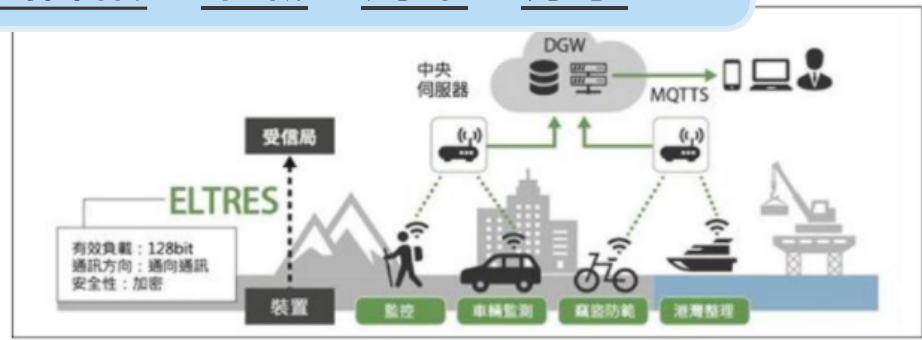 DGW
中央
伺服器
MQTTS
受信局
ELTRES
有效負載：128bit
通訊方向：通向通訊
安全性：加密
裝置
監控
車輛監測
竊盜防範
港灣整理